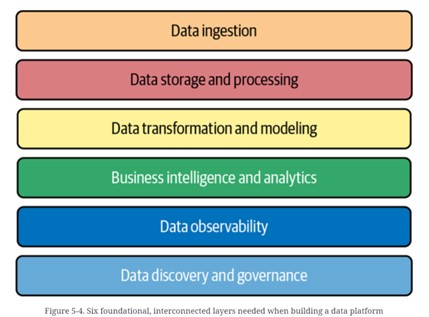 Data ingestion
Data storage and processing
Data transformation and modeling
Business intelligence and analytics
Data observability
Data discovery and governance
Figure 5-4. Six foundational, interconnected layers needed when building a data platform